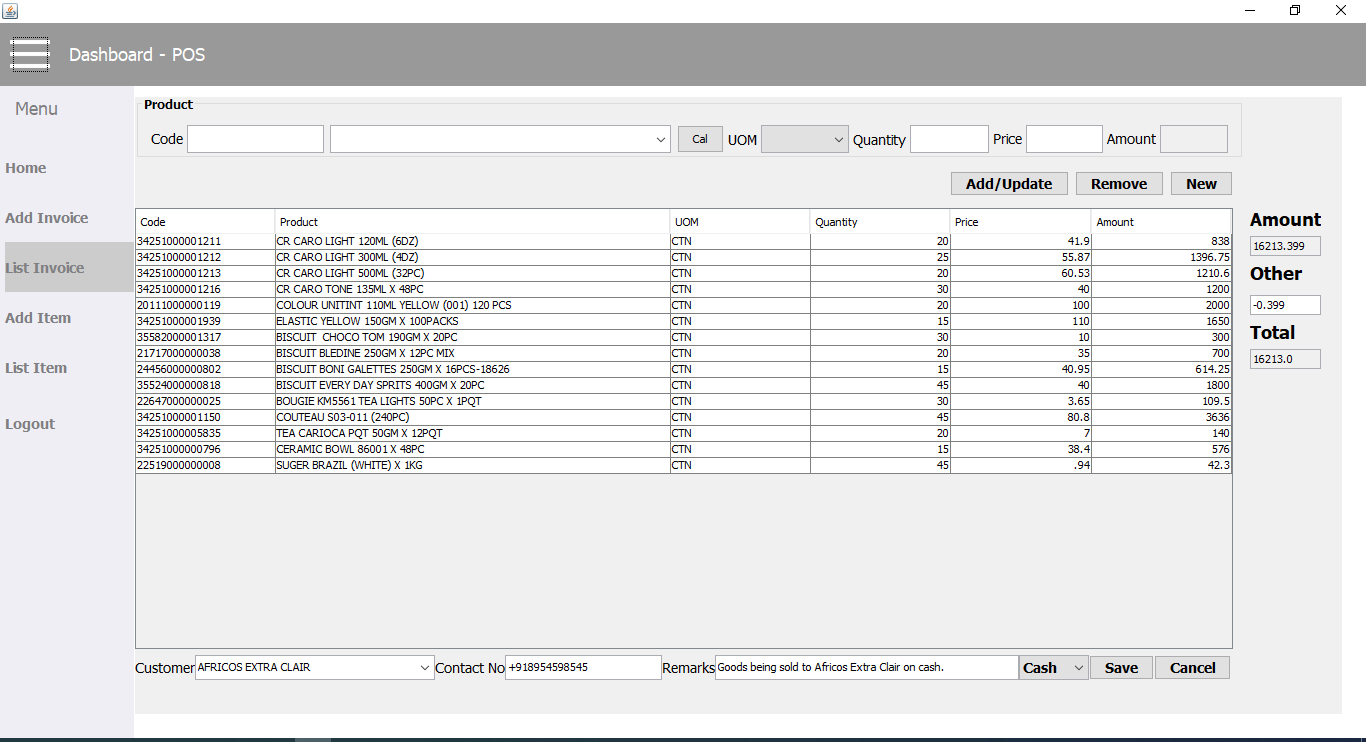 Dashboard - POS
Menu
Home
Add Invoice
List Invoice
Add Item
List Item
Logout
Product
Code Cal UOM Quantity Price Amount
Add/Update Remove New
Code Product UOM Quantity Price Amount
34251000001211 CR CARO LIGHT 120ML (6DZ) CTN 20 41.9 838
34251000001212 CR CARO LIGHT 300ML (4DZ) CTN 25 55.87 1396.75
34251000001213 CR CARO LIGHT 500ML (32PC) CTN 20 60.53 1210.6
34251000001216 CR CARO TONE 135ML X 48PC CTN 30 40 1200
20111000000119 COLOUR UNITINT 110ML YELLOW (001) 120 PCS CTN 20 100 2000
34251000001939 ELASTIC YELLOW 150GM X 100PACKS CTN 15 110 1650
35582000001317 BISCUIT  CHOCO TOM 190GM X 20PC CTN 30 10 300
21717000000038 BISCUIT BLEDINE 250GM X 12PC MIX CTN 20 35 700
24456000000802 BISCUIT BONI GALETTES 250GM X 16PCS-18626 CTN 15 40.95 614.25
35524000000818 BISCUIT EVERY DAY SPRITS 400GM X 20PC CTN 45 40 1800
22647000000025 BOUGIE KM5561 TEA LIGHTS 50PC X 1PQT CTN 30 3.65 109.5
34251000001150 COUTEAU S03-011 (240PC) CTN 45 80.8 3636
34251000005835 TEA CARIOCA PQT 50GM X 12PQT CTN 20 7 140
34251000000796 CERAMIC BOWL 86001 X 48PC CTN 15 38.4 576
22519000000008 SUGER BRAZIL (WHITE) X 1KG CTN 45 .94 42.3
Amount
16213.399
Other
-0.399
Total
16213.0
Customer AFRICOS EXTRA CLAIR Contact No +918954598545 Remarks Goods being sold to Africos Extra Clair on cash. Cash Save Cancel